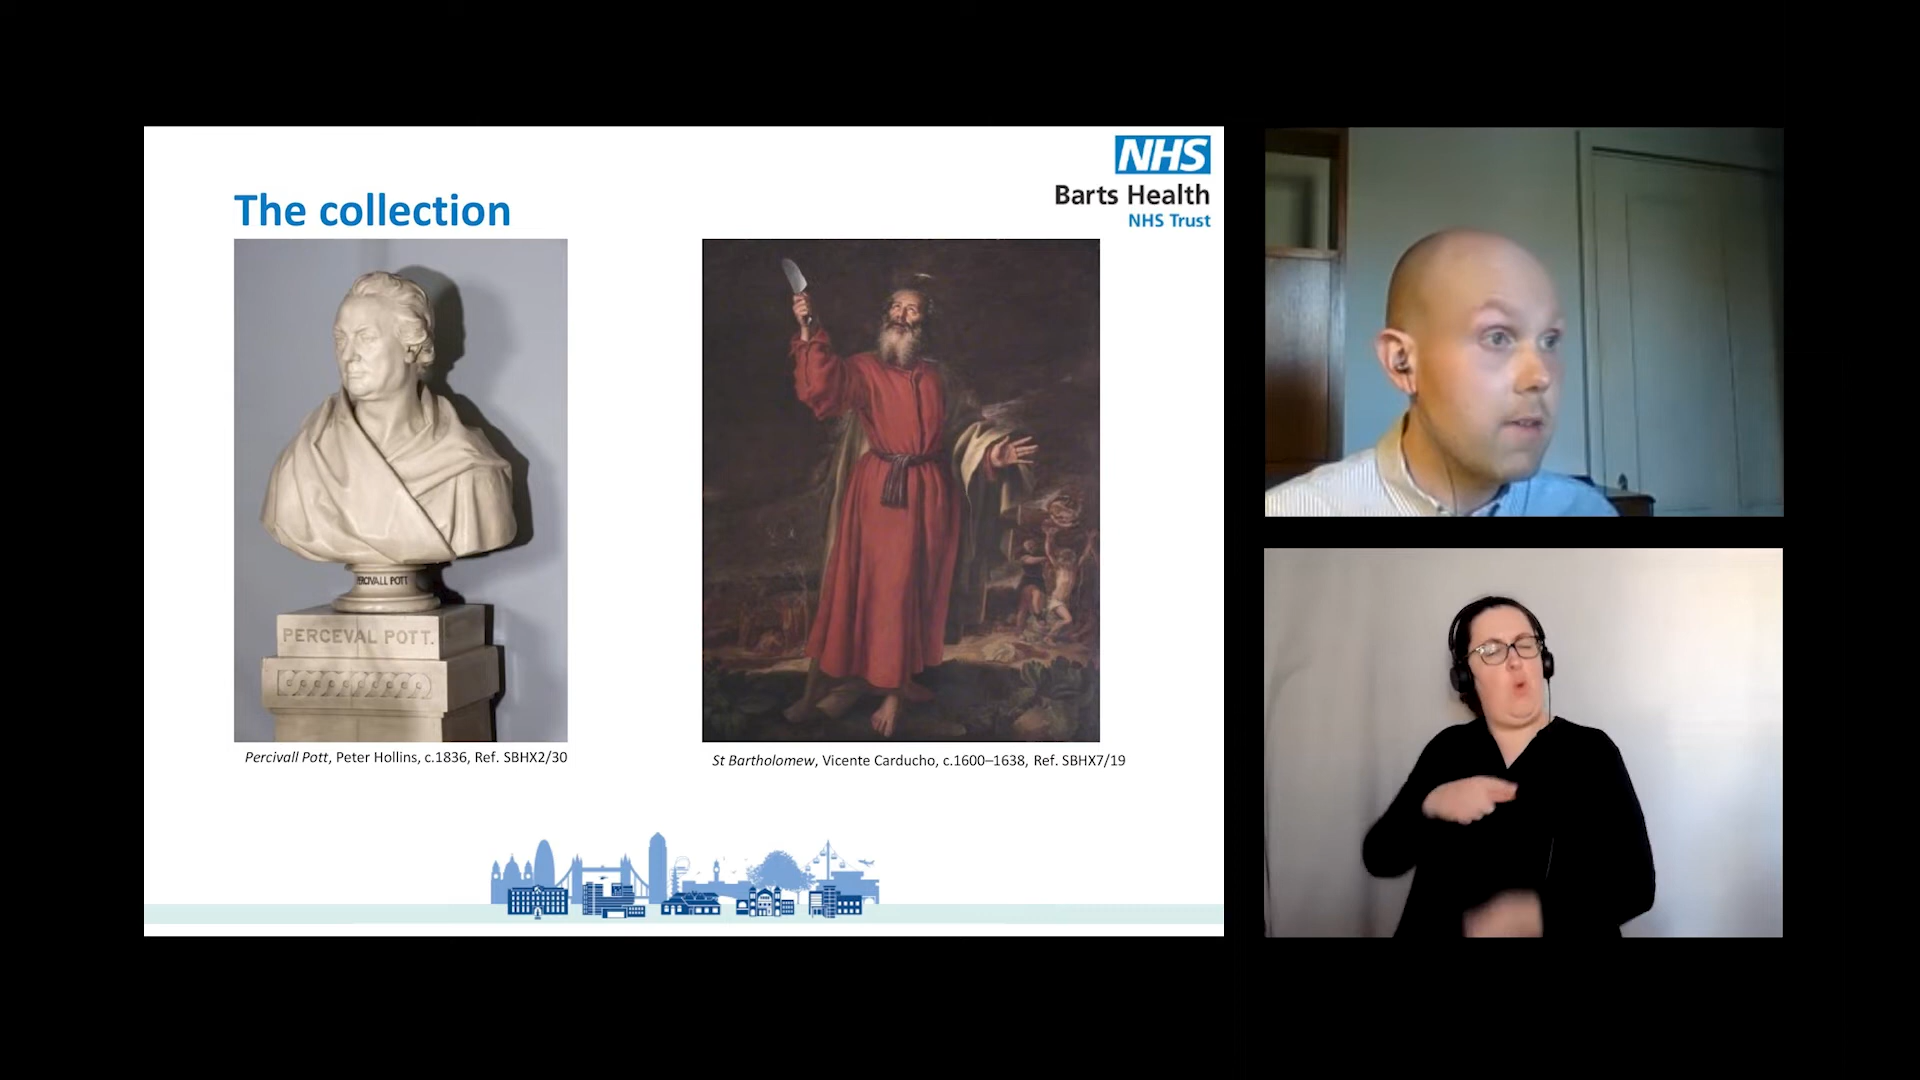 NHS
Barts Health
NHS Trust
The collection
PERCIVALL POTT
PERCEVAL POTT.
Percivall Pott, Peter Hollins, c.1836, Ref. SBHX2/30
St Bartholomew, Vicente Carducho, c.1600–1638, Ref. SBHX7/19